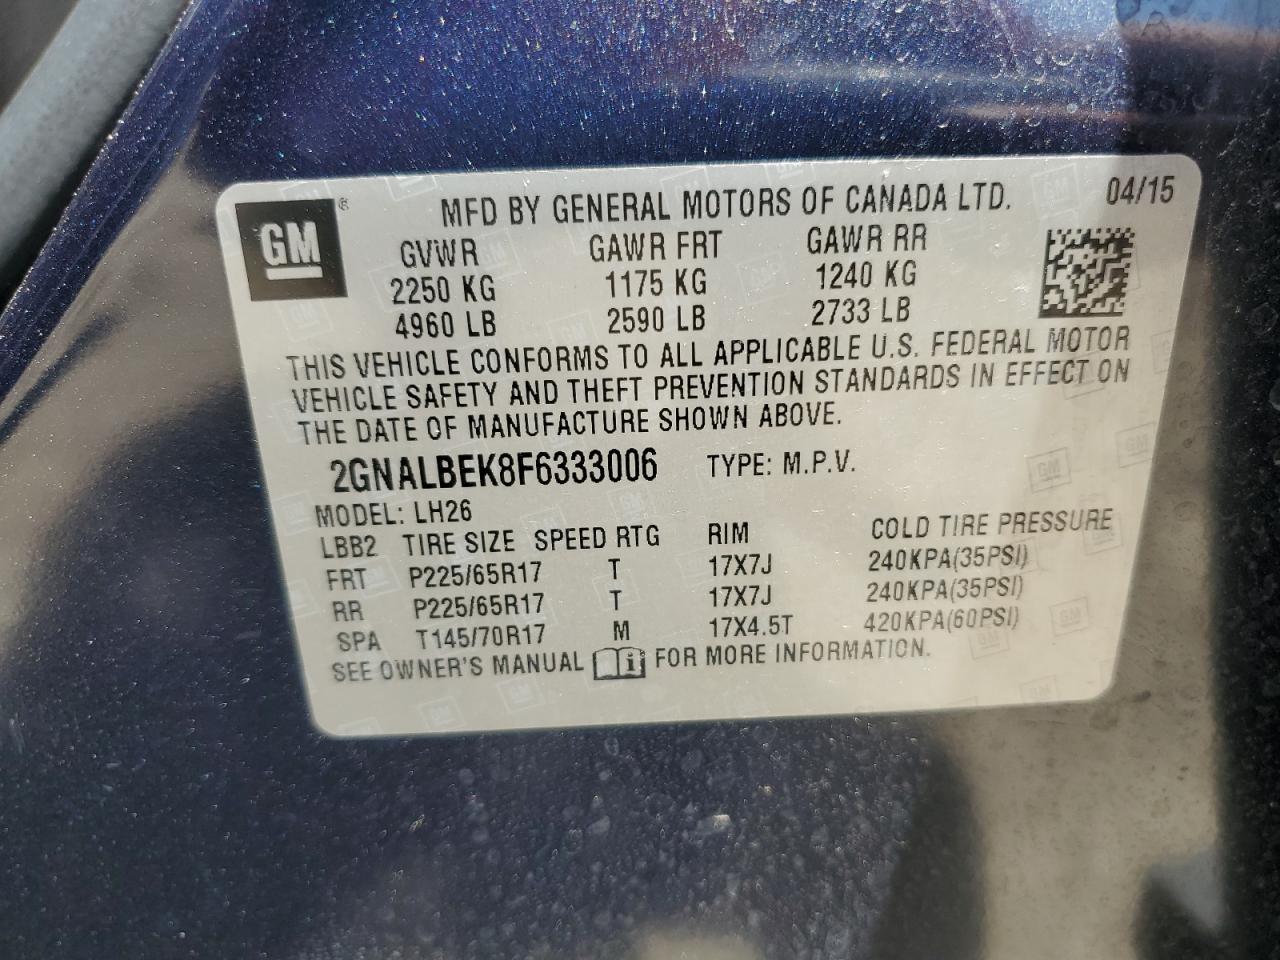 GM ® MFD BY GENERAL MOTORS OF CANADA LTD. 04/15
GVWR GAWR FRT GAWR RR
2250 KG 1175 KG 1240 KG
4960 LB 2590 LB 2733 LB
THIS VEHICLE CONFORMS TO ALL APPLICABLE U.S. FEDERAL MOTOR
VEHICLE SAFETY AND THEFT PREVENTION STANDARDS IN EFFECT ON
THE DATE OF MANUFACTURE SHOWN ABOVE.
2GNALBEK8F6333006 TYPE: M.P.V.
MODEL: LH26
LBB2 TIRE SIZE SPEED RTG RIM COLD TIRE PRESSURE
FRT P225/65R17 T 17X7J 240KPA(35PSI)
RR P225/65R17 T 17X7J 240KPA(35PSI)
SPA T145/70R17 M 17X4.5T 420KPA(60PSI)
SEE OWNER'S MANUAL i FOR MORE INFORMATION.